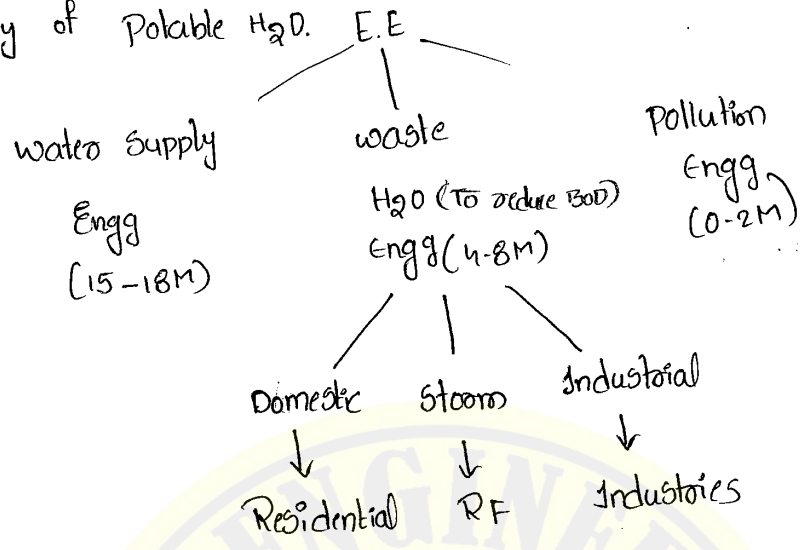 y of Potable H2O. E.E
Water Supply
Engg
(15-18M)
Waste
H2O (To reduce BOD)
Engg (4-8M)
Pollution
Engg
(0-2M)
Domestic
Storm
Industrial
Residential
RF
Industries
ENGINEE